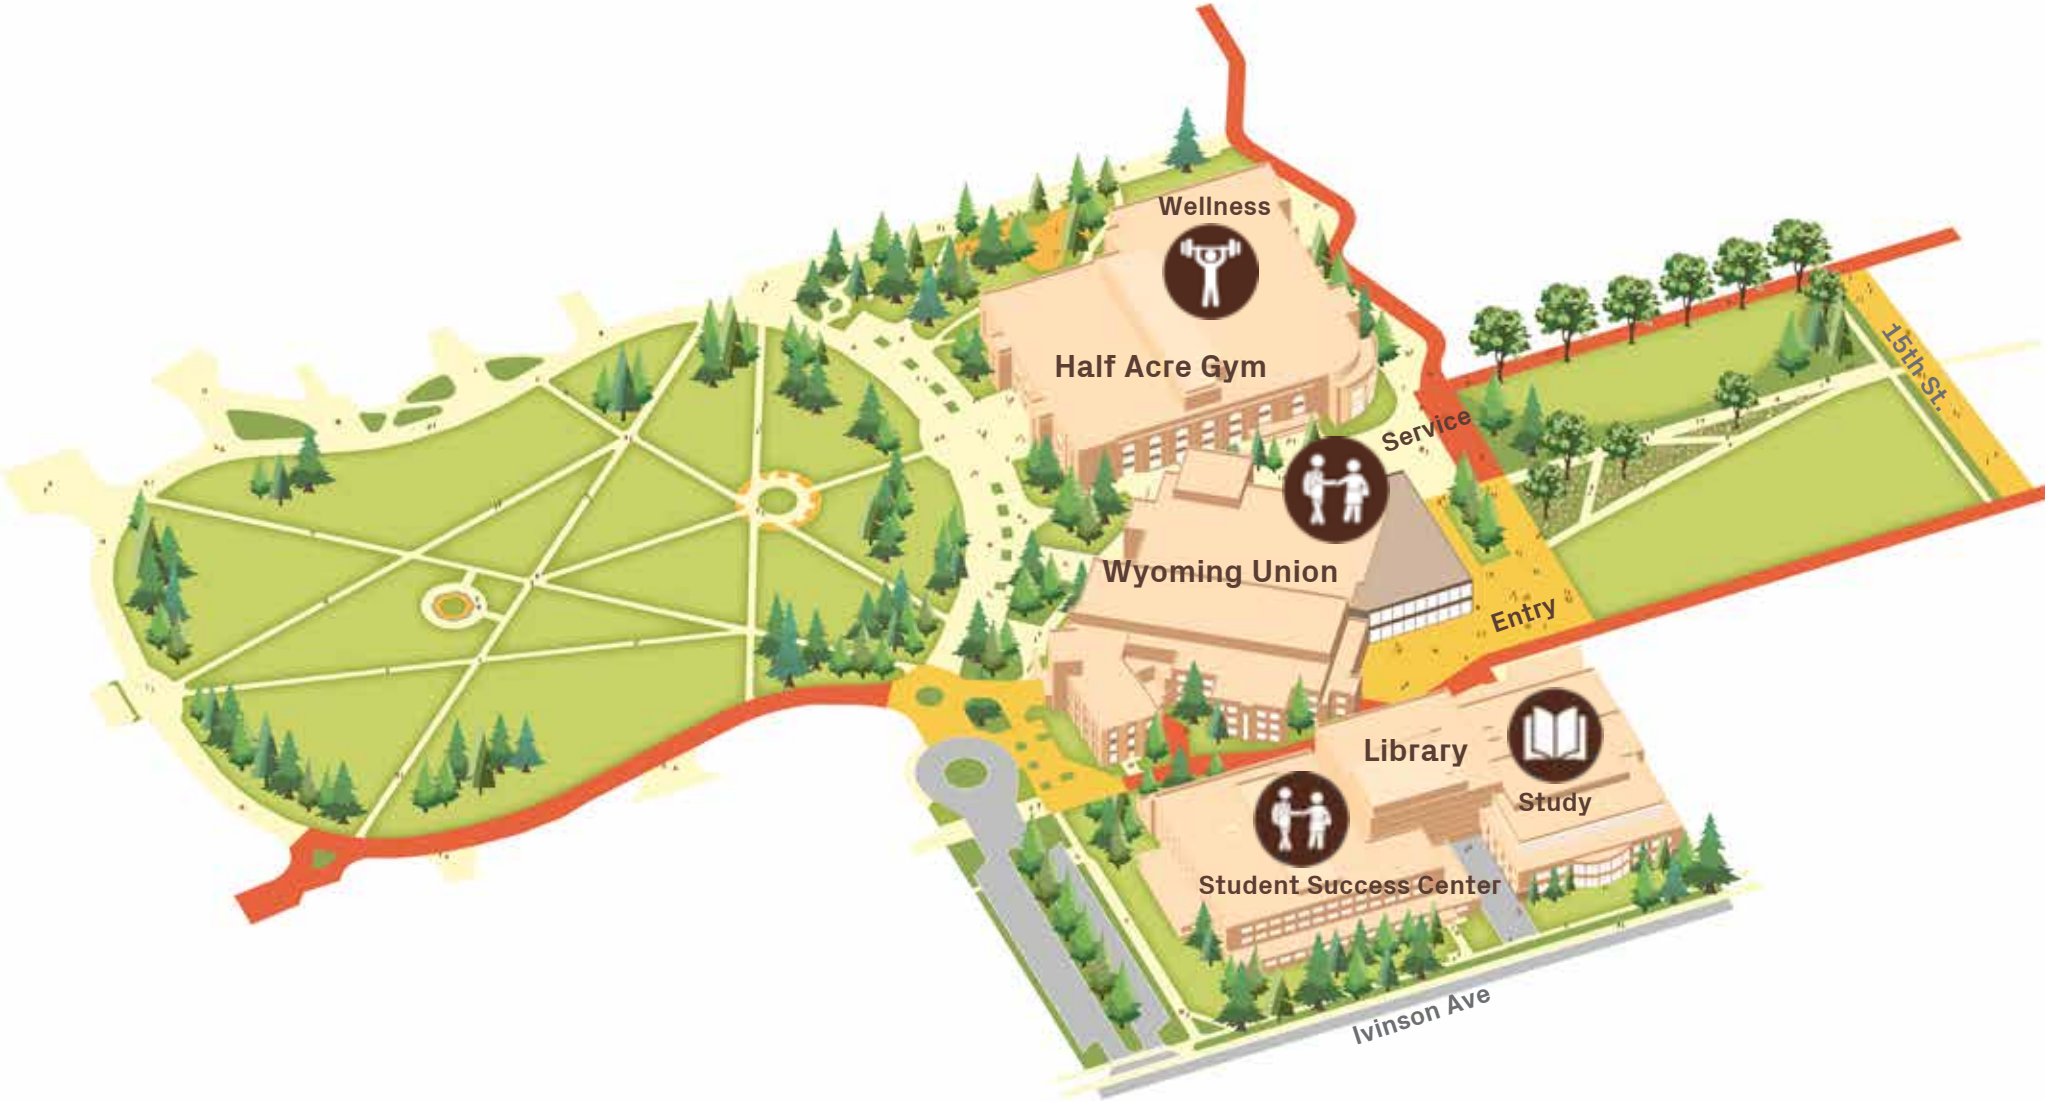 Wellness
Half Acre Gym
15th St.
Service
Wyoming Union
Entry
Library
Study
Student Success Center
Ivinson Ave